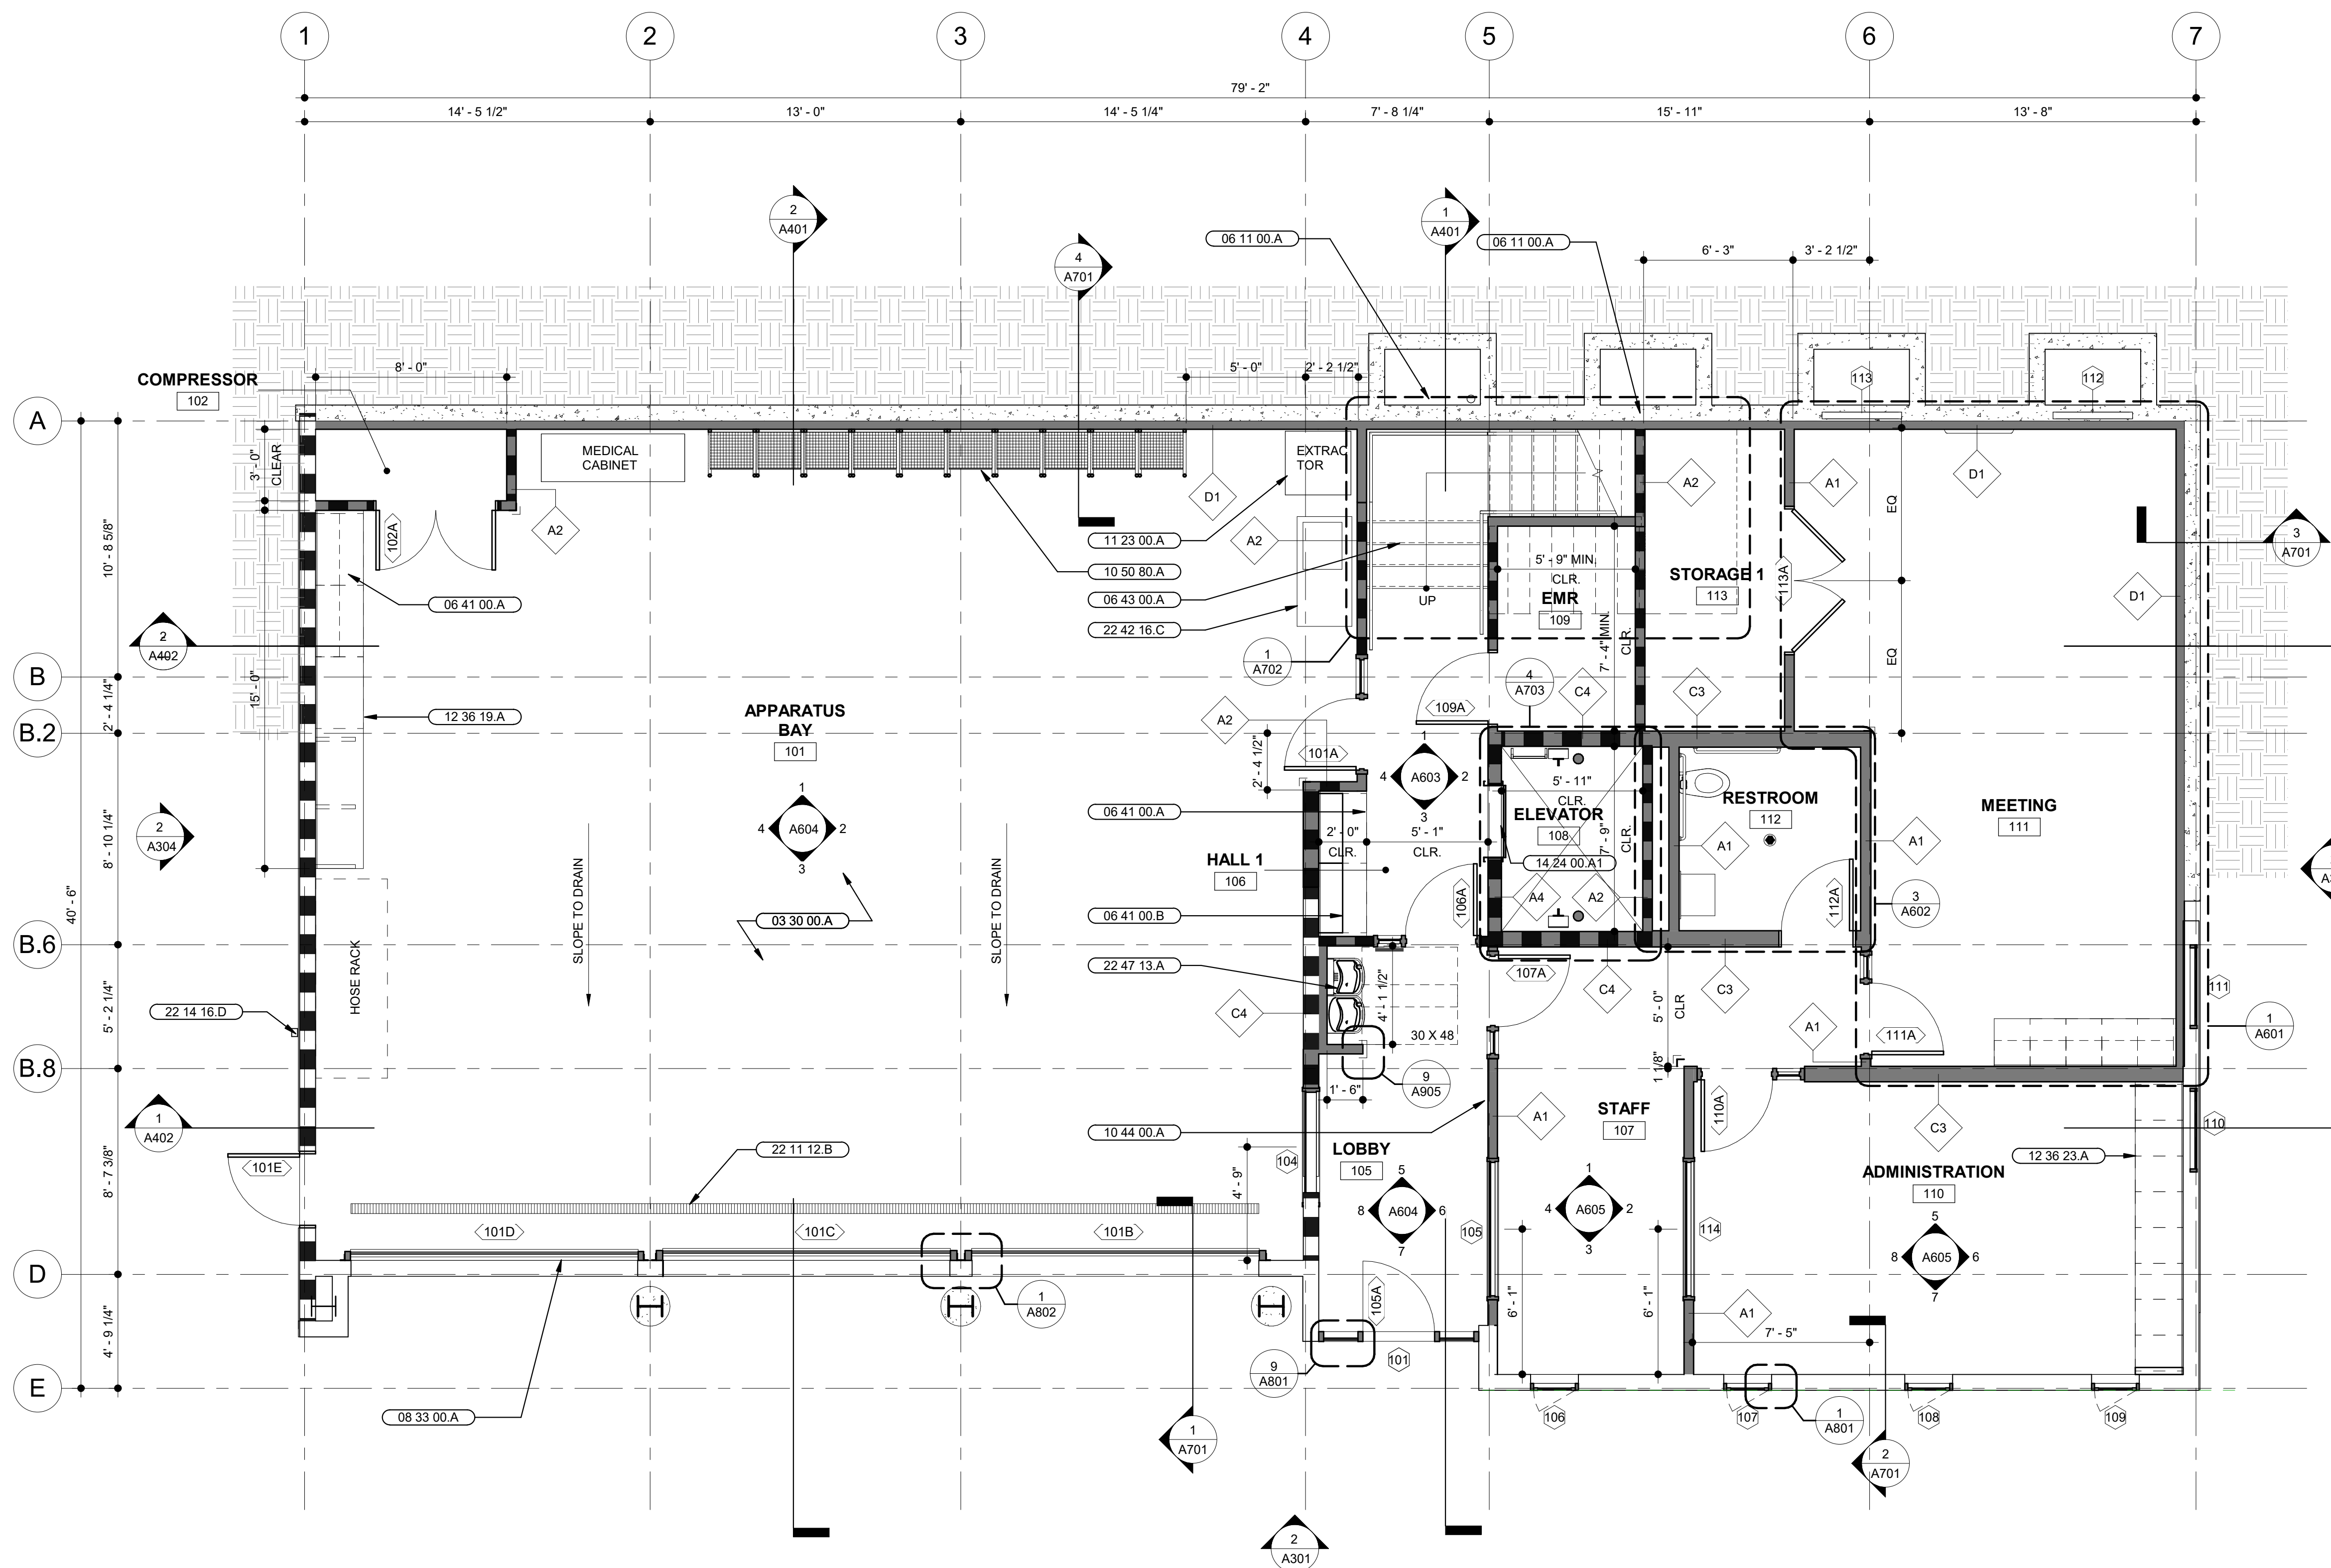 1
2
3
4
5
6
7
79' - 2"
14' - 5 1/2"
13' - 0"
14' - 5 1/4"
7' - 8 1/4"
15' - 11"
13' - 8"
2
A401
1
A401
4
A701
06 11 00.A
06 11 00.A
6' - 3"
3' - 2 1/2"
COMPRESSOR
102
8' - 0"
5' - 0"
2' - 2 1/2"
113
112
A
3' - 0"
CLEAR
MEDICAL
CABINET
EXTRAC
TOR
D1
A2
A1
D1
EQ
102A
A2
11 23 00.A
A2
10' - 8 5/8"
3
A701
10 50 80.A
5' - 9" MIN.
CLR.
STORAGE 1
113
113A
06 41 00.A
06 43 00.A
UP
EMR
109
D1
22 42 16.C
7' - 4" MIN.
CLR.
2
A402
1
A702
EQ
B
15' - 0"
2' - 4 1/4"
4
A703
C4
C3
12 36 19.A
APPARATUS
BAY
101
A2
109A
B.2
101A
2' - 4 1/2"
1
4
A603
2
3
5' - 11"
CLR.
06 41 00.A
ELEVATOR
108
RESTROOM
112
MEETING
111
2
A304
1
4
A604
2
3
2' - 0"
CLR.
5' - 1"
CLR.
7' - 9"
CLR.
8' - 10 1/4"
HALL 1
106
14 24 00.A1
A1
A1
40' - 6"
SLOPE TO DRAIN
SLOPE TO DRAIN
03 30 00.A
06 41 00.B
106A
A4
A2
112A
3
A602
B.6
HOSE RACK
22 47 13.A
107A
C4
C3
4' - 1 1/2"
5' - 0"
CLR
111
5' - 2 1/4"
22 14 16.D
C4
30 X 48
A1
111A
1
A601
B.8
1 1/8"
9
A905
1' - 6"
1
A402
10 44 00.A
A1
STAFF
107
110A
C3
110
8' - 7 3/8"
101E
22 11 12.B
104
4' - 9"
LOBBY
105
12 36 23.A
ADMINISTRATION
110
5
8
A604
6
7
1
4
A605
2
3
5
8
A605
6
7
101D
101C
101B
105
114
D
1
A802
105A
6' - 1"
6' - 1"
A1
7' - 5"
4' - 9 1/4"
9
A801
101
E
08 33 00.A
106
107
108
109
1
A801
1
A701
2
A701
2
A301